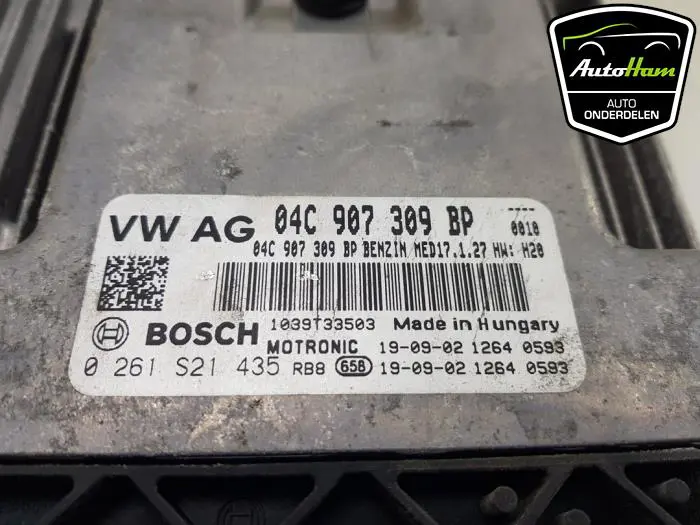 AutoHam
AUTO
ONDERDELEN
VW AG 04C 907 309 BP ----
0010
04C 907 309 BP BENZIN MED17.1.27 HW: H20
BOSCH 1039T33503 Made in Hungary
MOTRONIC 19-09-02 1264 0593
0 261 S21 435 RB8 658 19-09-02 1264 0593